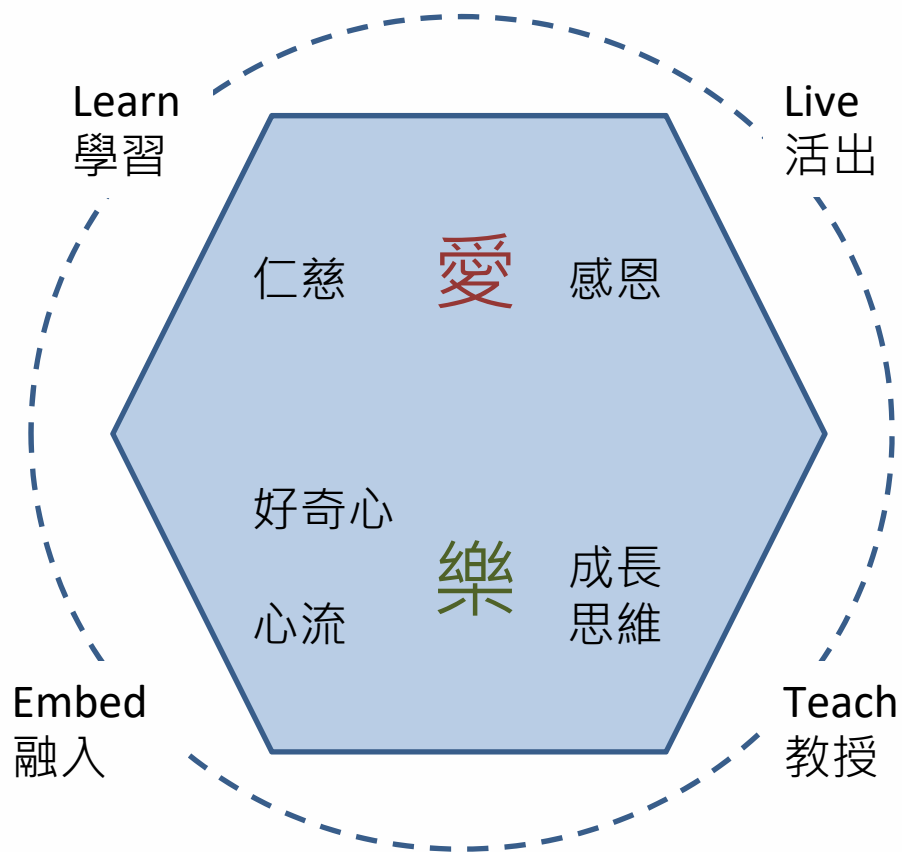 Learn
學習
Live
活出
仁慈
愛
感恩
好奇心
心流
樂
成長
思維
Embed
融入
Teach
教授